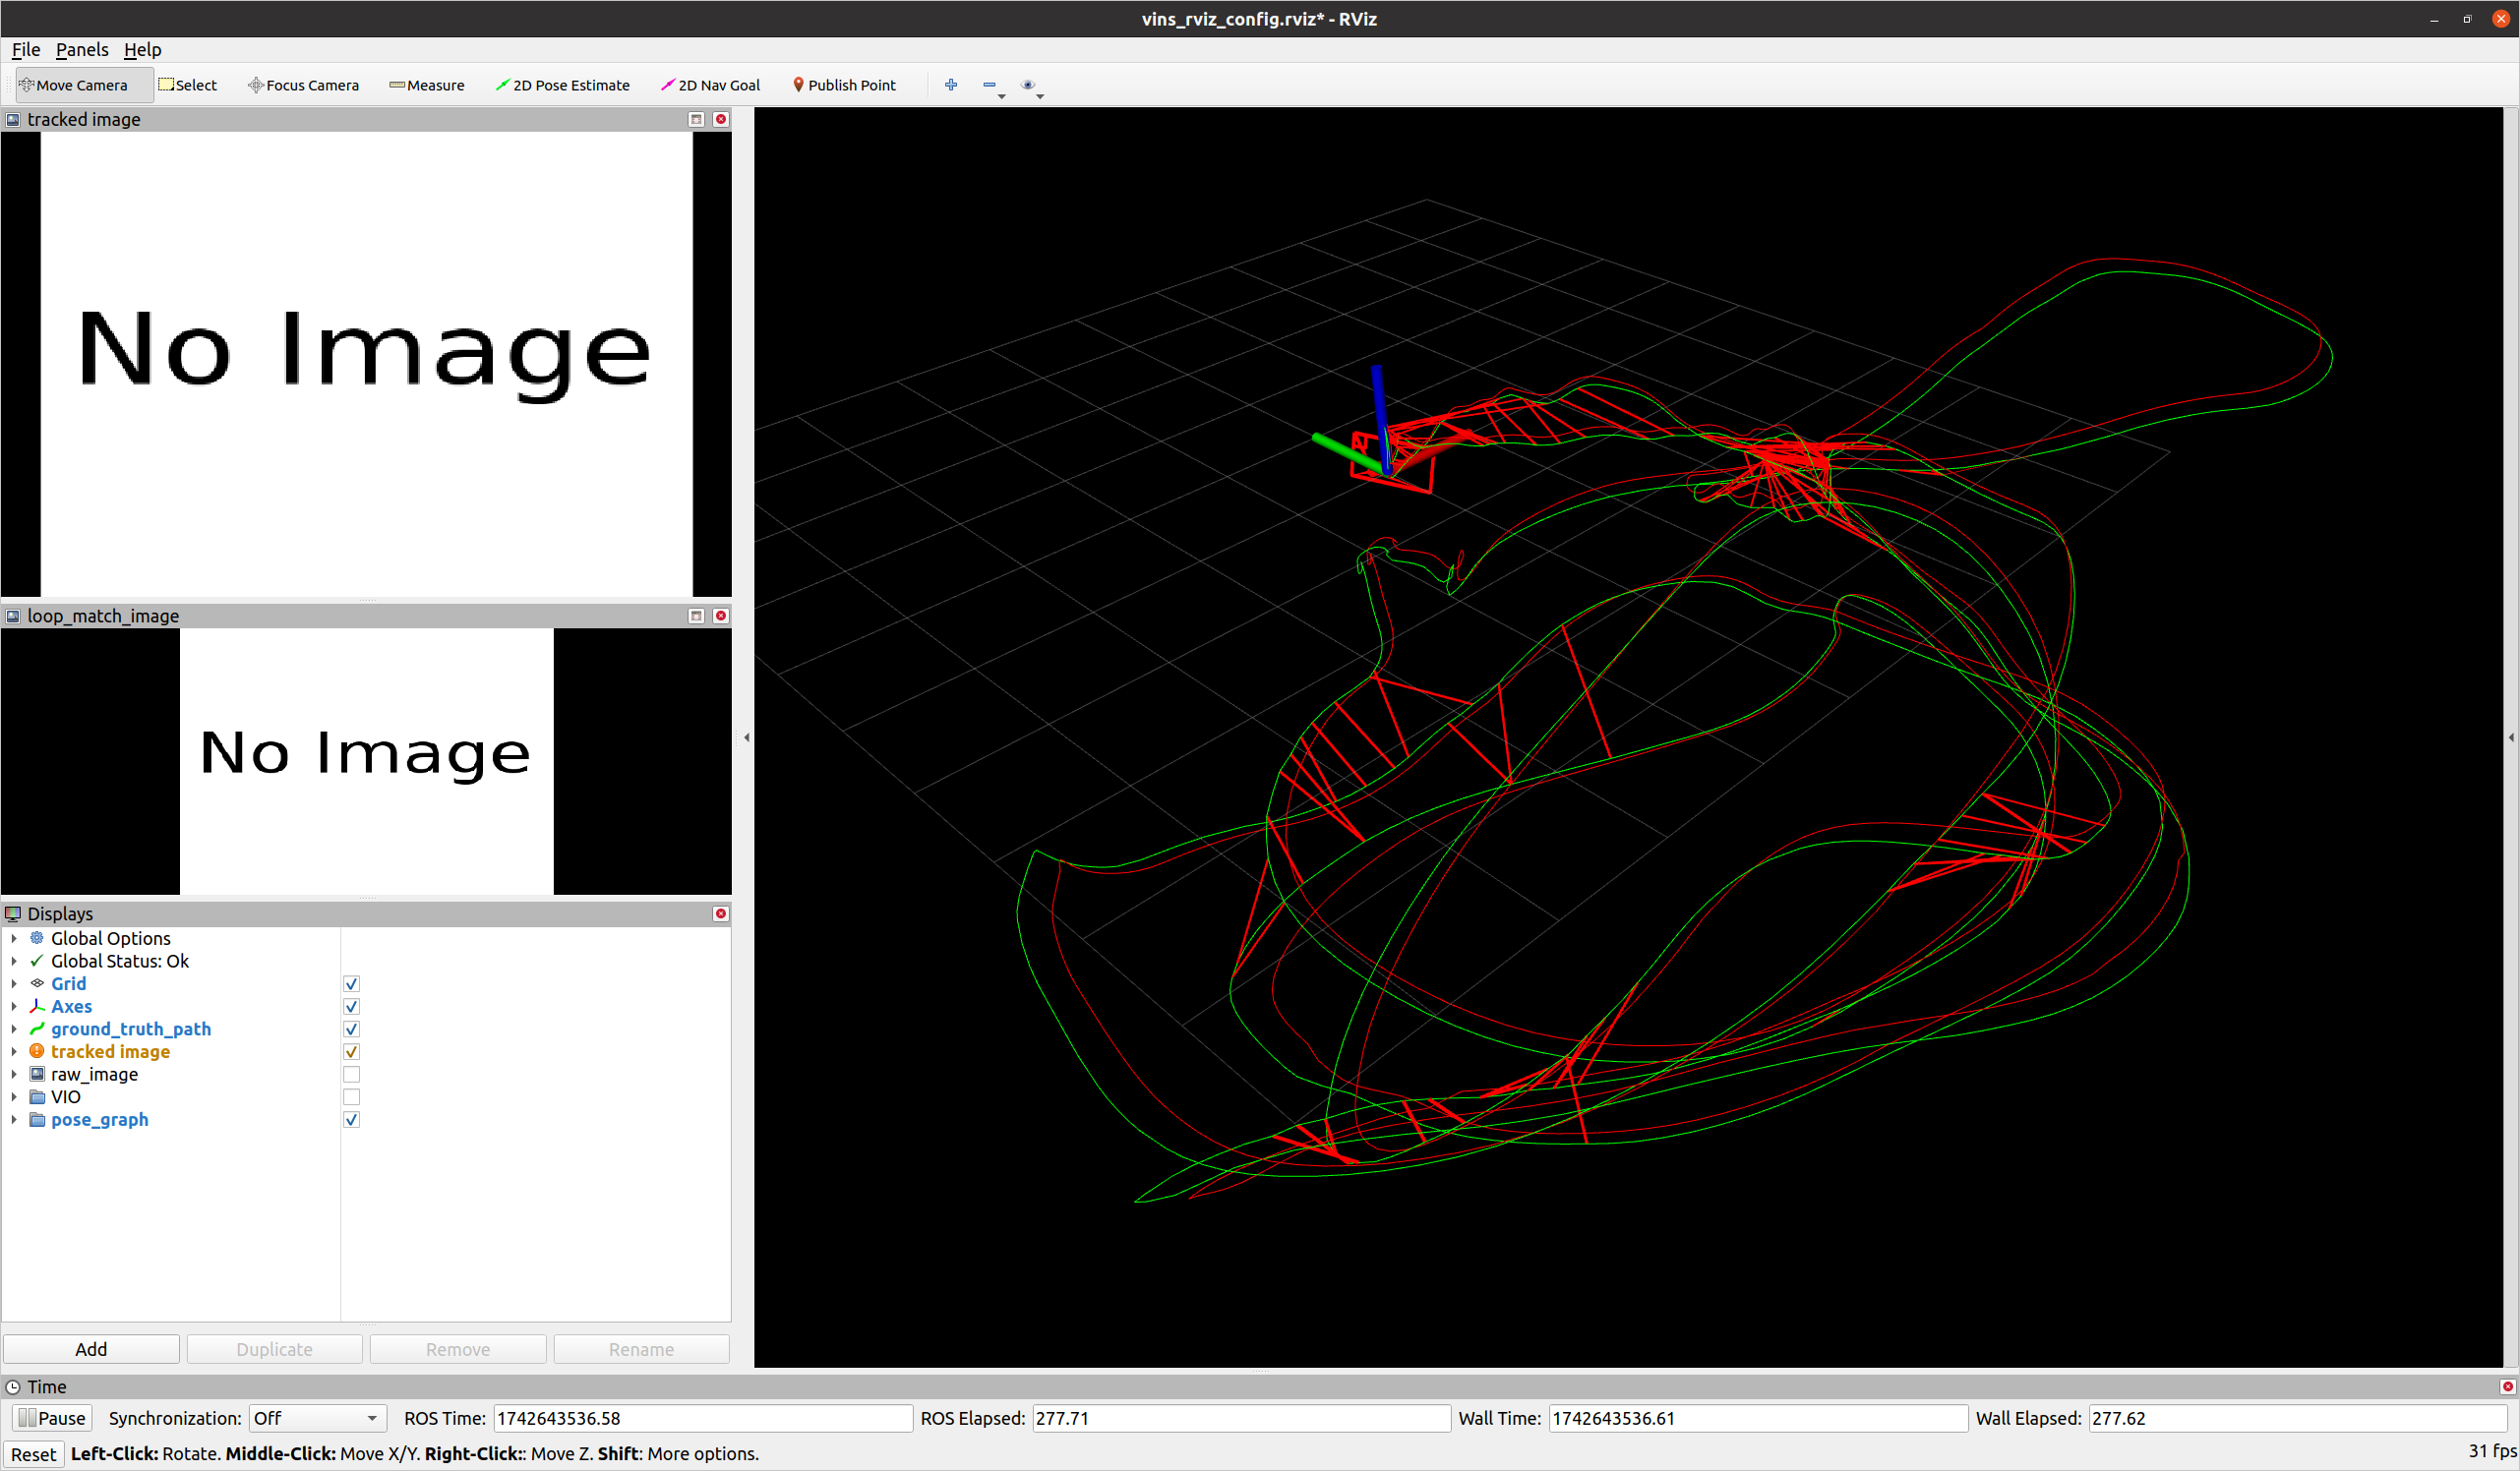 vins_rviz_config.rviz* - RViz
File Panels Help
Move Camera Select Focus Camera Measure 2D Pose Estimate 2D Nav Goal Publish Point
tracked image
No Image
loop_match_image
No Image
Displays
Global Options
Global Status: Ok
Grid
Axes
ground_truth_path
tracked image
raw_image
VIO
pose_graph
Add Duplicate Remove Rename
Time
Pause Synchronization: Off ROS Time: 1742643536.58 ROS Elapsed: 277.71 Wall Time: 1742643536.61 Wall Elapsed: 277.62
Reset Left-Click: Rotate. Middle-Click: Move X/Y. Right-Click:: Move Z. Shift: More options. 31 fps